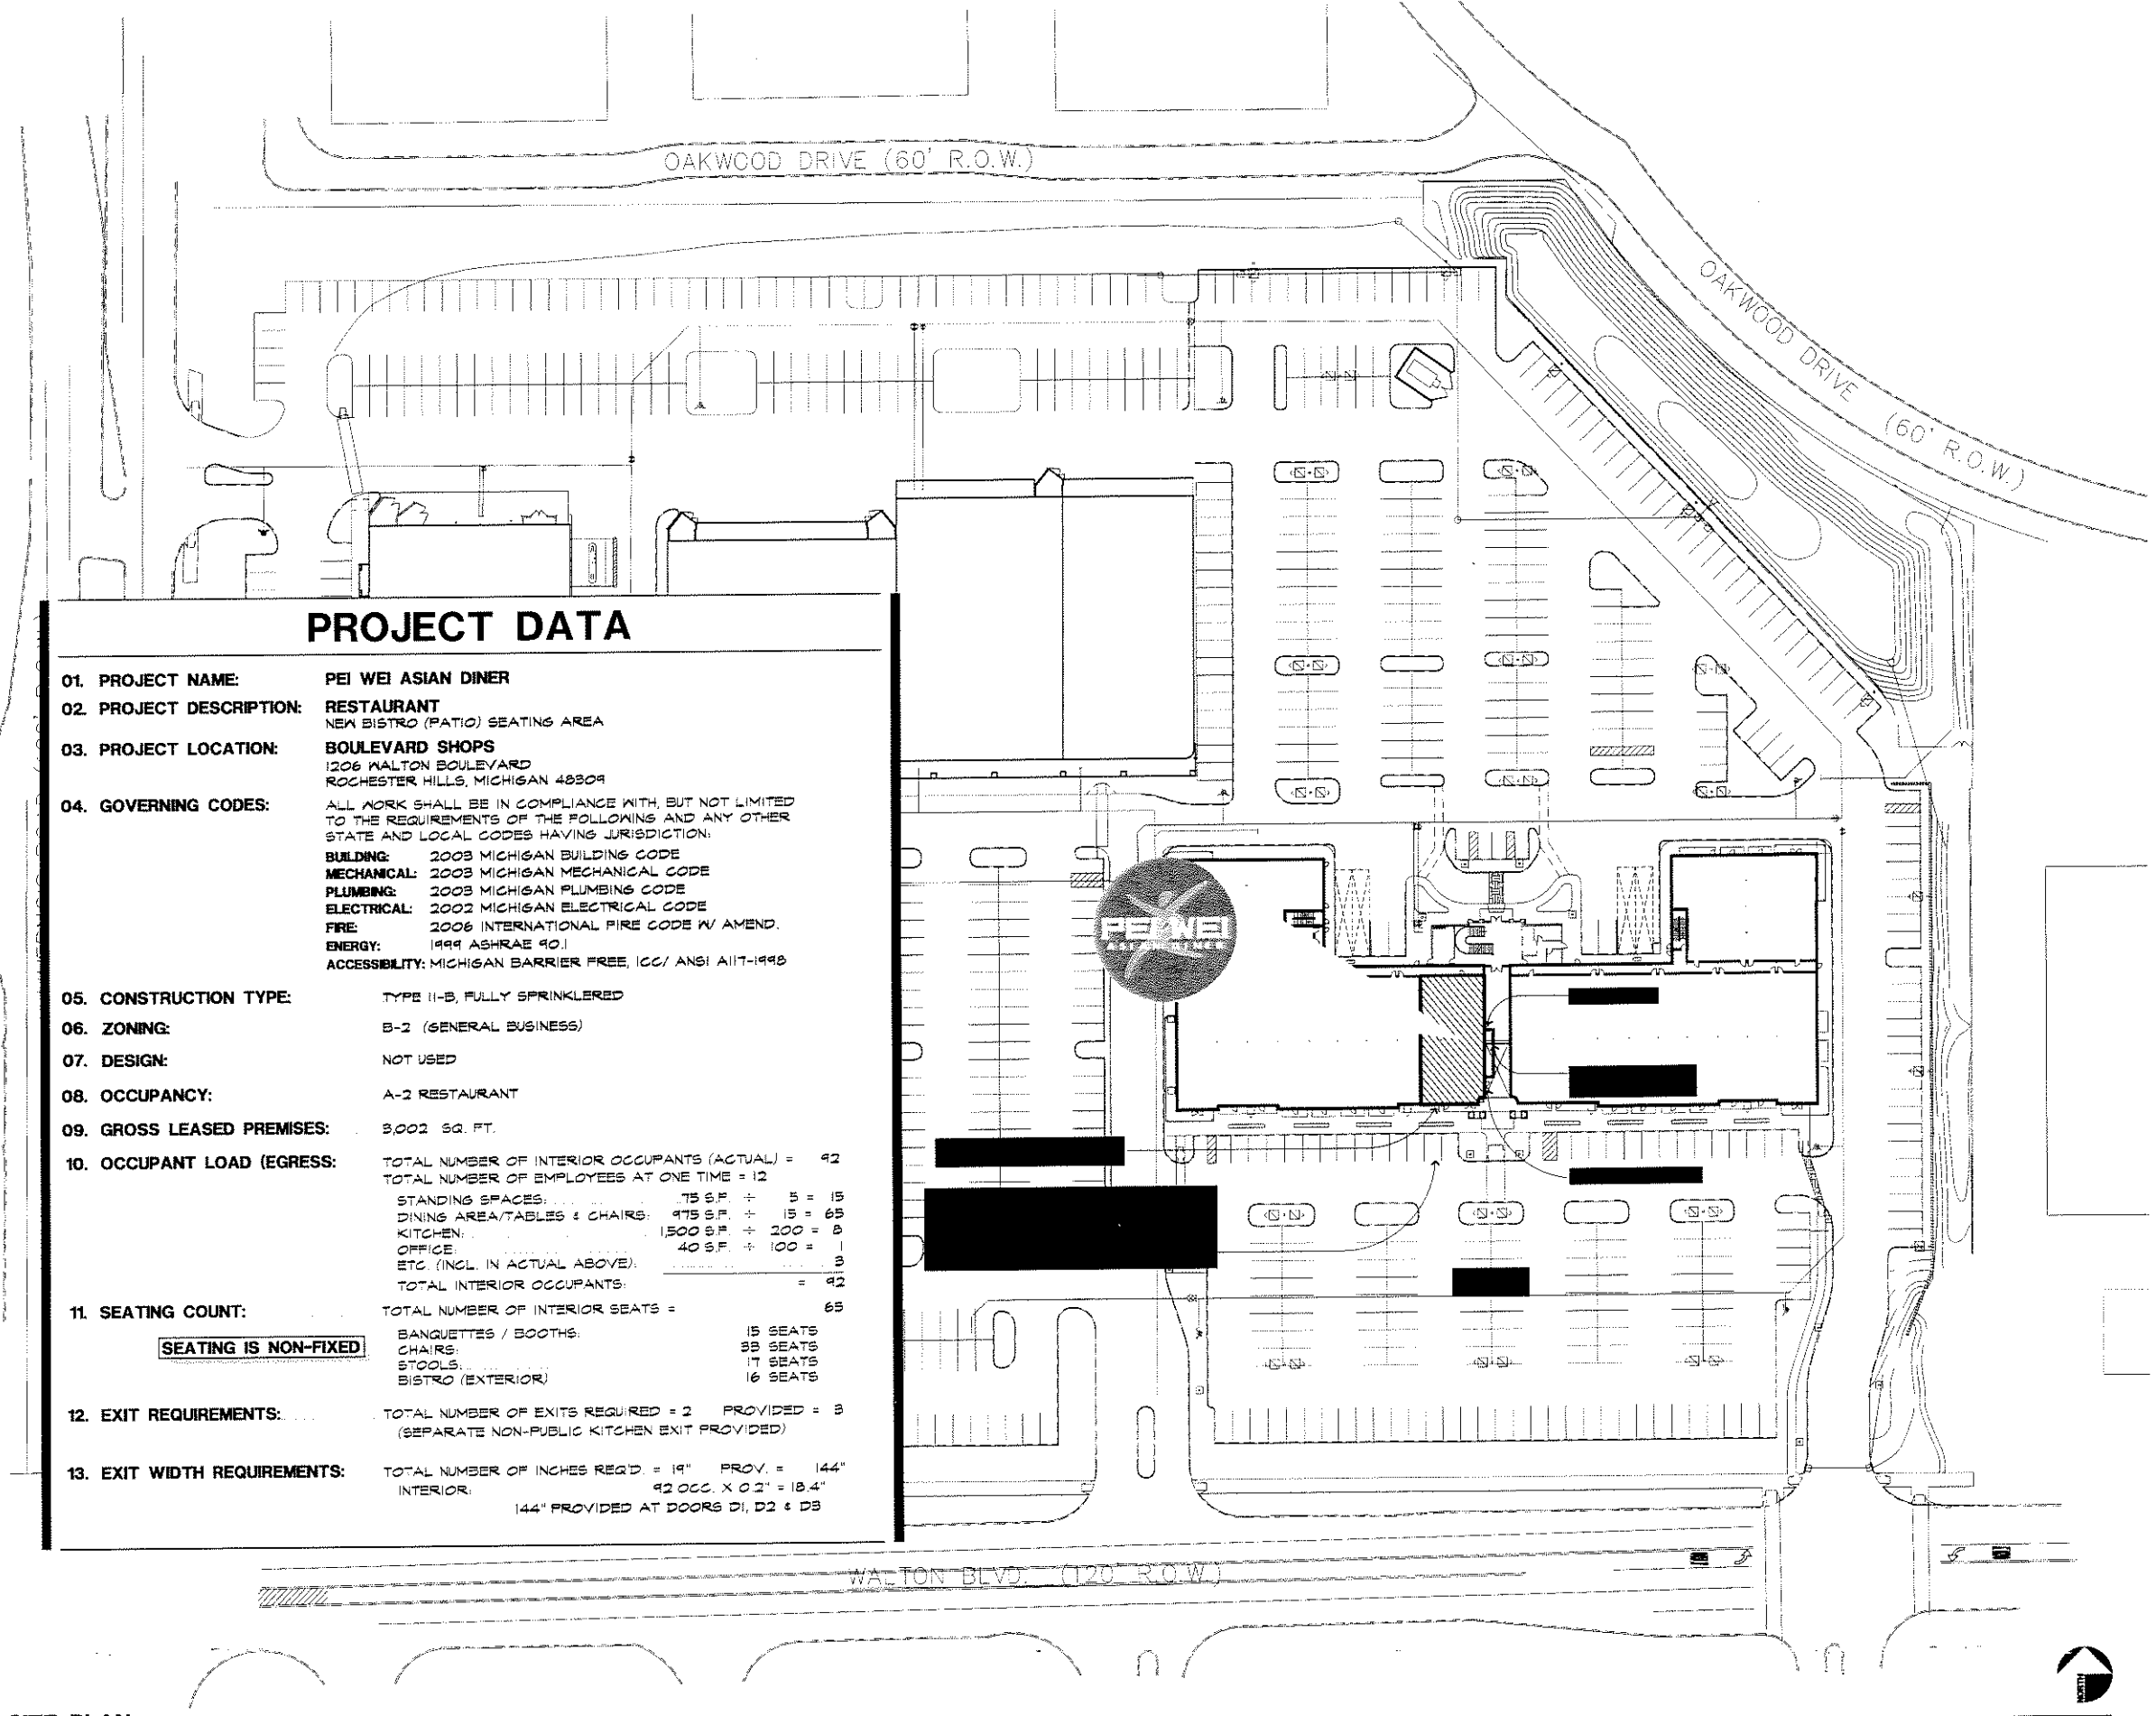 OAKWOOD DRIVE (60' R.O.W.)
OAKWOOD DRIVE (60' R.O.W.)
PROJECT DATA
01. PROJECT NAME: PEI WEI ASIAN DINER
02. PROJECT DESCRIPTION: RESTAURANT
NEW BISTRO (PATIO) SEATING AREA
03. PROJECT LOCATION: BOULEVARD SHOPS
1206 WALTON BOULEVARD
ROCHESTER HILLS, MICHIGAN 48309
04. GOVERNING CODES: ALL WORK SHALL BE IN COMPLIANCE WITH, BUT NOT LIMITED
TO THE REQUIREMENTS OF THE FOLLOWING AND ANY OTHER
STATE AND LOCAL CODES HAVING JURISDICTION:
BUILDING: 2003 MICHIGAN BUILDING CODE
MECHANICAL: 2003 MICHIGAN MECHANICAL CODE
PLUMBING: 2003 MICHIGAN PLUMBING CODE
ELECTRICAL: 2002 MICHIGAN ELECTRICAL CODE
FIRE: 2006 INTERNATIONAL FIRE CODE W/ AMEND.
ENERGY: 1999 ASHRAE 90.1
ACCESSIBILITY: MICHIGAN BARRIER FREE, ICC/ ANSI A117-1998
05. CONSTRUCTION TYPE: TYPE II-B, FULLY SPRINKLERED
06. ZONING: B-2 (GENERAL BUSINESS)
07. DESIGN: NOT USED
08. OCCUPANCY: A-2 RESTAURANT
09. GROSS LEASED PREMISES: 3,002 SQ. FT.
10. OCCUPANT LOAD (EGRESS: TOTAL NUMBER OF INTERIOR OCCUPANTS (ACTUAL) = 92
TOTAL NUMBER OF EMPLOYEES AT ONE TIME = 12
STANDING SPACES: 75 S.F. ÷ 5 = 15
DINING AREA/TABLES & CHAIRS: 975 S.F. ÷ 15 = 65
KITCHEN: 1,500 S.F. ÷ 200 = 8
OFFICE: 40 S.F. ÷ 100 = 1
ETC. (INCL. IN ACTUAL ABOVE): 3
TOTAL INTERIOR OCCUPANTS: = 92
11. SEATING COUNT: TOTAL NUMBER OF INTERIOR SEATS = 65
BANQUETTES / BOOTHS: 15 SEATS
SEATING IS NON-FIXED
CHAIRS: 33 SEATS
STOOLS: 17 SEATS
BISTRO (EXTERIOR) 16 SEATS
12. EXIT REQUIREMENTS: TOTAL NUMBER OF EXITS REQUIRED = 2 PROVIDED = 3
(SEPARATE NON-PUBLIC KITCHEN EXIT PROVIDED)
13. EXIT WIDTH REQUIREMENTS: TOTAL NUMBER OF INCHES REQ'D. = 19" PROV. = 144"
INTERIOR: 92 OCC. X 0.2" = 18.4"
144" PROVIDED AT DOORS D1, D2 & D3
PEI WEI
WALTON BLVD. (120' R.O.W.)
NORTH